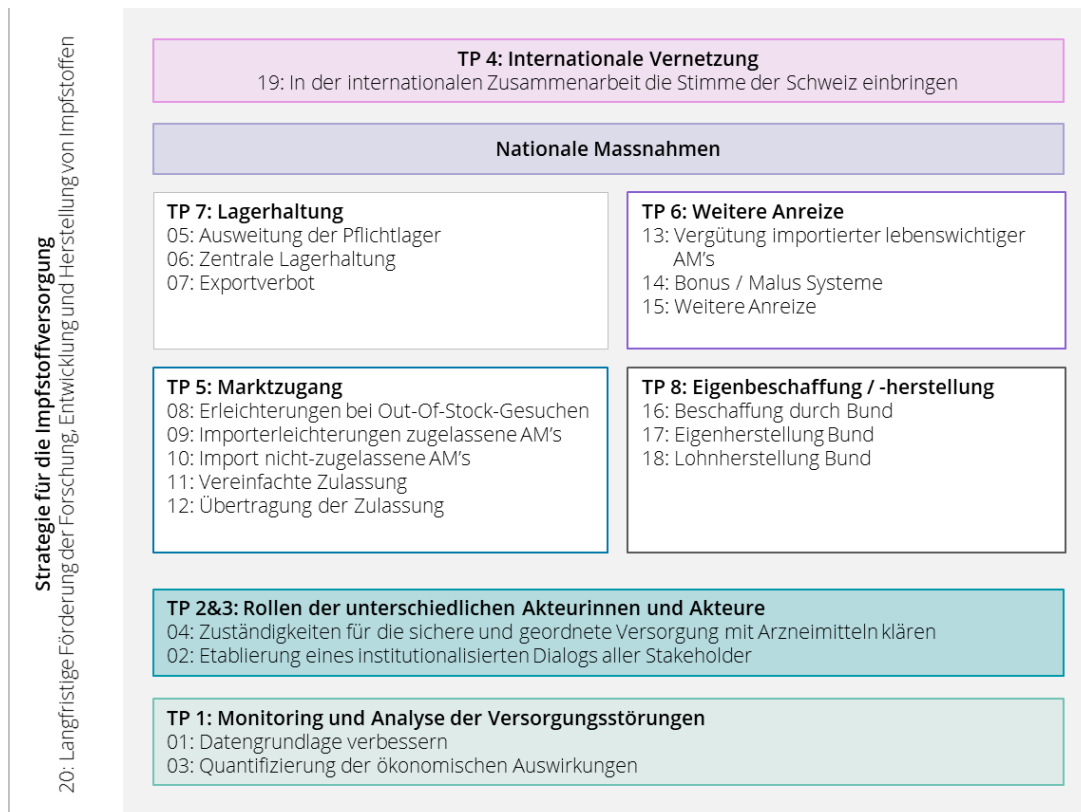 Strategie für die Impfstoffversorgung
20: Langfristige Förderung der Forschung, Entwicklung und Herstellung von Impfstoffen
TP 4: Internationale Vernetzung
19: In der internationalen Zusammenarbeit die Stimme der Schweiz einbringen
Nationale Massnahmen
TP 7: Lagerhaltung
05: Ausweitung der Pflichtlager
06: Zentrale Lagerhaltung
07: Exportverbot
TP 6: Weitere Anreize
13: Vergütung importierter lebenswichtiger
AM's
14: Bonus / Malus Systeme
15: Weitere Anreize
TP 5: Marktzugang
08: Erleichterungen bei Out-Of-Stock-Gesuchen
09: Importerleichterungen zugelassene AM's
10: Import nicht-zugelassene AM's
11: Vereinfachte Zulassung
12: Übertragung der Zulassung
TP 8: Eigenbeschaffung / -herstellung
16: Beschaffung durch Bund
17: Eigenherstellung Bund
18: Lohnherstellung Bund
TP 2&3: Rollen der unterschiedlichen Akteurinnen und Akteure
04: Zuständigkeiten für die sichere und geordnete Versorgung mit Arzneimitteln klären
02: Etablierung eines institutionalisierten Dialogs aller Stakeholder
TP 1: Monitoring und Analyse der Versorgungsstörungen
01: Datengrundlage verbessern
03: Quantifizierung der ökonomischen Auswirkungen